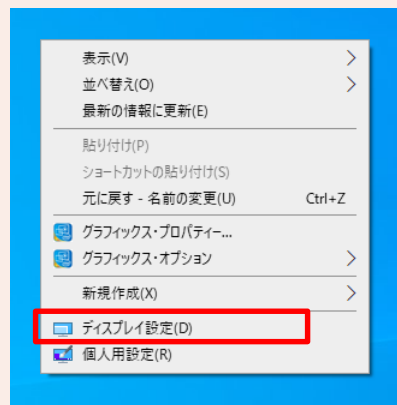 表示(V)
並べ替え(O)
最新の情報に更新(E)
貼り付け(P)
ショートカットの貼り付け(S)
元に戻す - 名前の変更(U) Ctrl+Z
グラフィックス・プロパティー...
グラフィックス・オプション
新規作成(X)
ディスプレイ設定(D)
個人用設定(R)